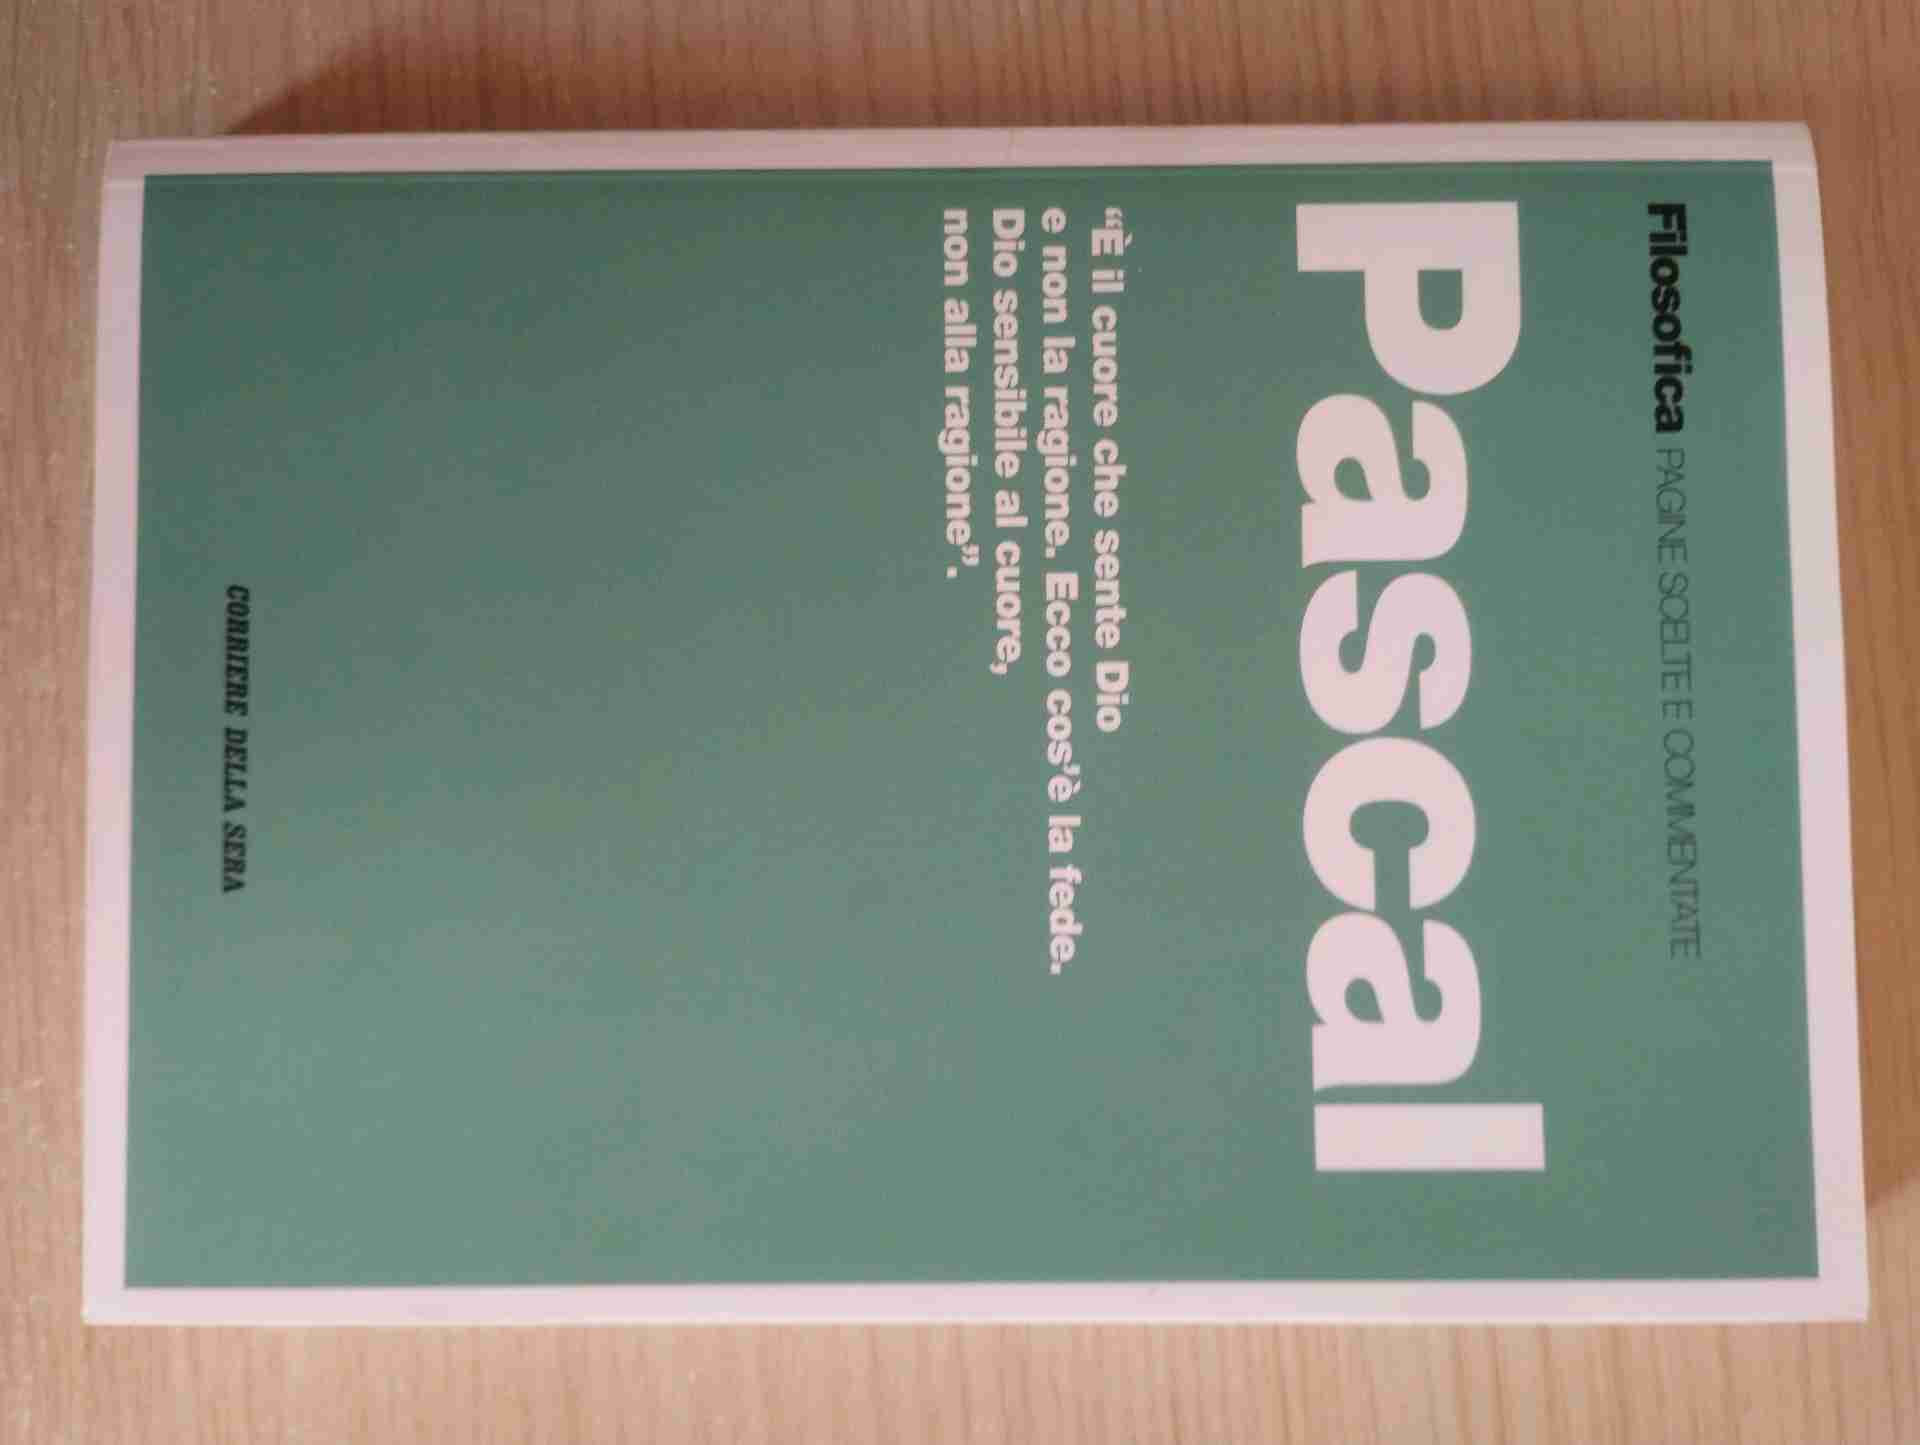 Filosofica PAGINE SCELTE E COMMENTATE
Pascal
“È il cuore che sente Dio
e non la ragione. Ecco cos’è la fede.
Dio sensibile al cuore,
non alla ragione”.
CORRIERE DELLA SERA